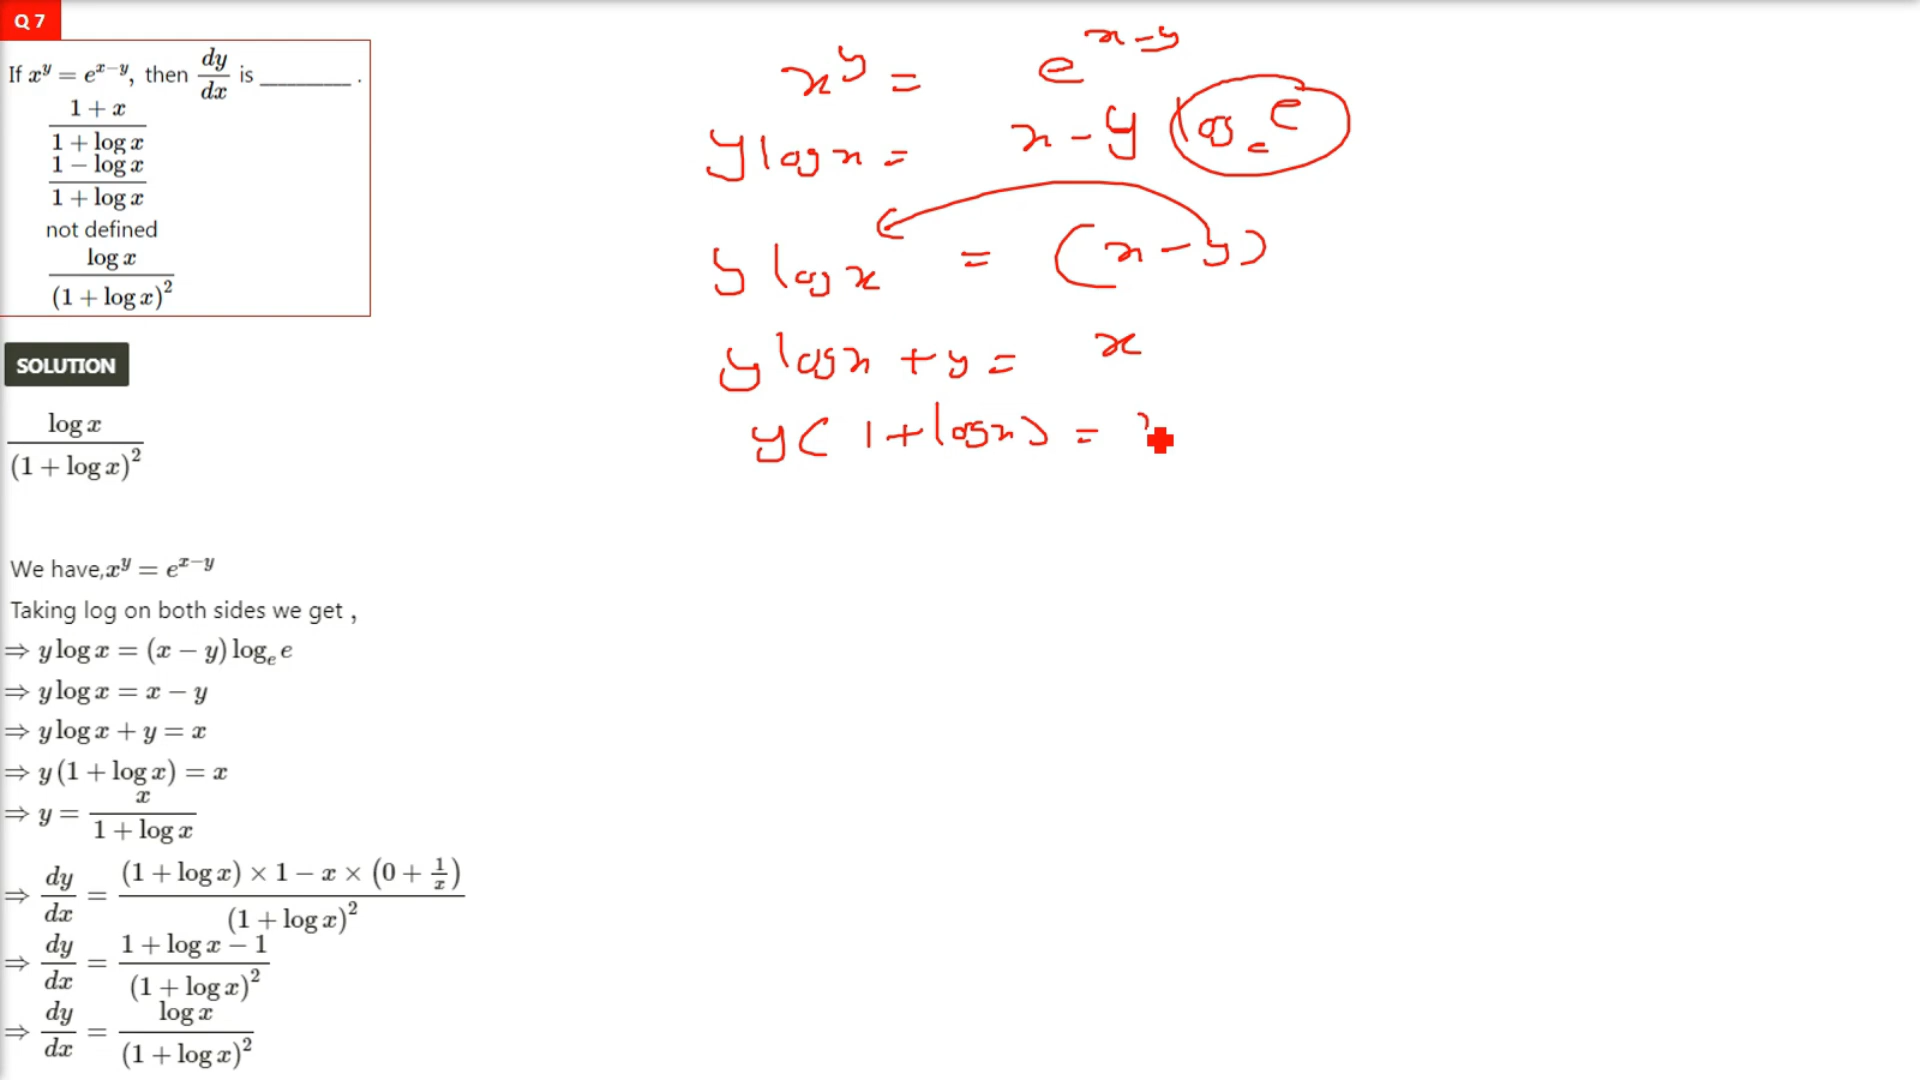 Q 7
If x^y = e^{x−y}, then dy/dx is ________ .
(1 + x)/(1 + log x)
(1 − log x)/(1 + log x)
not defined
log x/(1 + log x)²
SOLUTION
log x/(1 + log x)²
We have,x^y = e^{x−y}
Taking log on both sides we get ,
⇒ y log x = (x − y) logₑ e
⇒ y log x = x − y
⇒ y log x + y = x
⇒ y (1 + log x) = x
⇒ y = x/(1 + log x)
⇒ dy/dx = ((1 + log x) × 1 − x × (0 + 1/x))/(1 + log x)²
⇒ dy/dx = (1 + log x − 1)/(1 + log x)²
⇒ dy/dx = log x/(1 + log x)²
x^y = e^{x−y}
y log x = x − y logₑ e
y log x = (x − y)
y log x + y = x
y ( 1 + log x) =